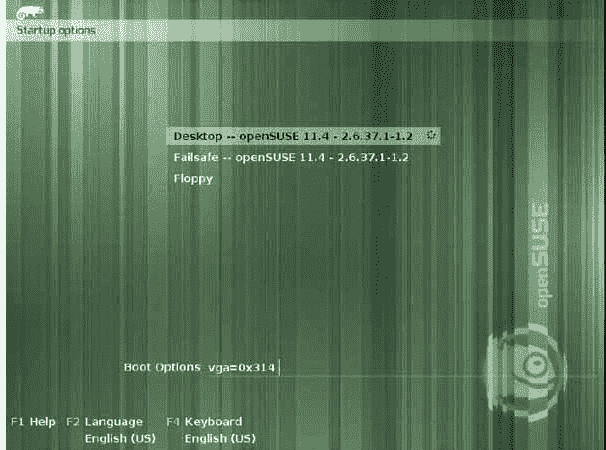 Startup options
Desktop -- openSUSE 11.4 - 2.6.37.1-1.2
Failsafe -- openSUSE 11.4 - 2.6.37.1-1.2
Floppy
openSUSE
Boot Options vga=0x314
F1 Help F2 Language F4 Keyboard
English (US) English (US)